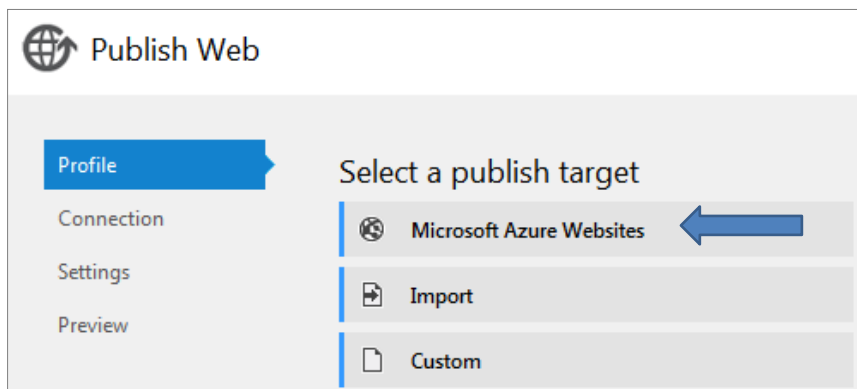 Publish Web
Profile
Connection
Settings
Preview
Select a publish target
Microsoft Azure Websites
Import
Custom